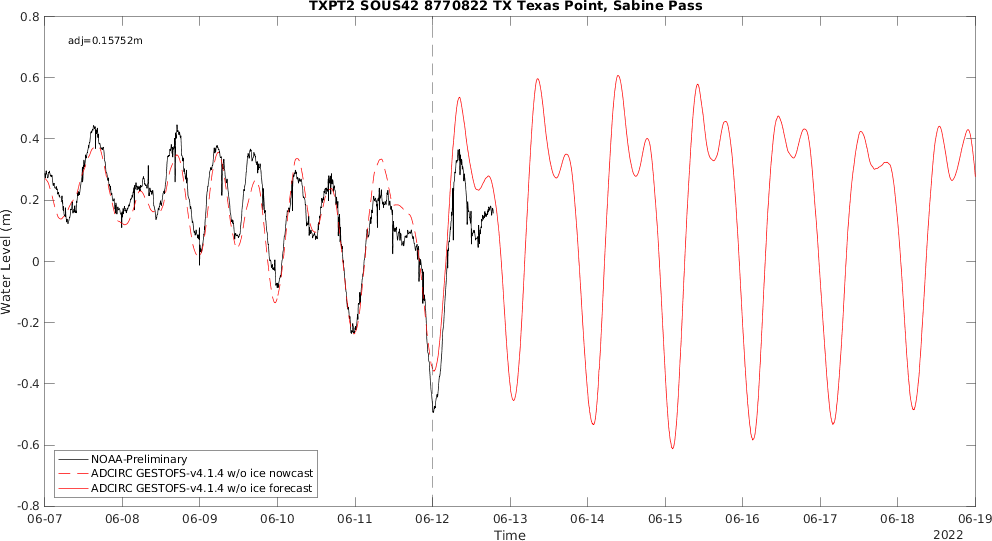 TXPT2 SOUS42 8770822 TX Texas Point, Sabine Pass
adj=0.15752m
0.8
0.6
0.4
0.2
0
-0.2
-0.4
-0.6
-0.8
Water Level (m)
NOAA-Preliminary
ADCIRC GESTOFS-v4.1.4 w/o ice nowcast
ADCIRC GESTOFS-v4.1.4 w/o ice forecast
06-07 06-08 06-09 06-10 06-11 06-12 06-13 06-14 06-15 06-16 06-17 06-18 06-19
Time
2022